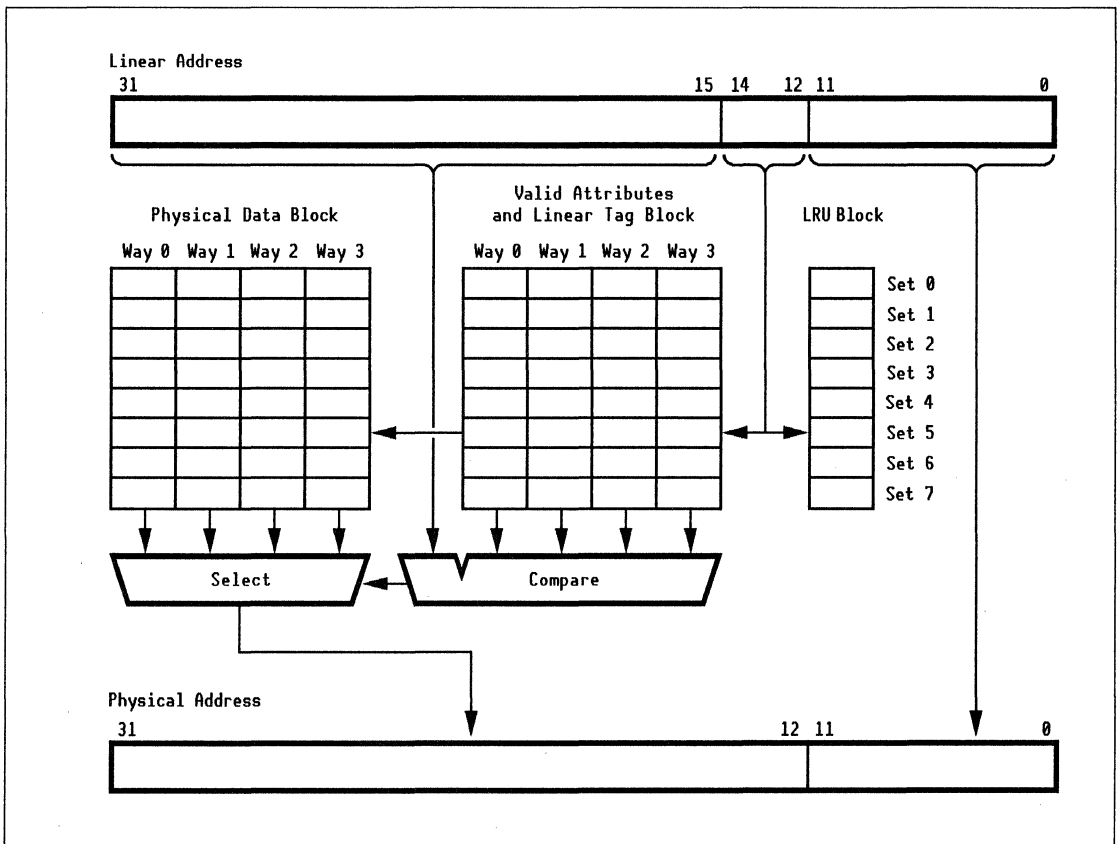 Linear Address
31 15 14 12 11 0
Valid Attributes
Physical Data Block and Linear Tag Block LRU Block
Way 0 Way 1 Way 2 Way 3 Way 0 Way 1 Way 2 Way 3
Set 0
Set 1
Set 2
Set 3
Set 4
Set 5
Set 6
Set 7
Select Compare
Physical Address
31 12 11 0